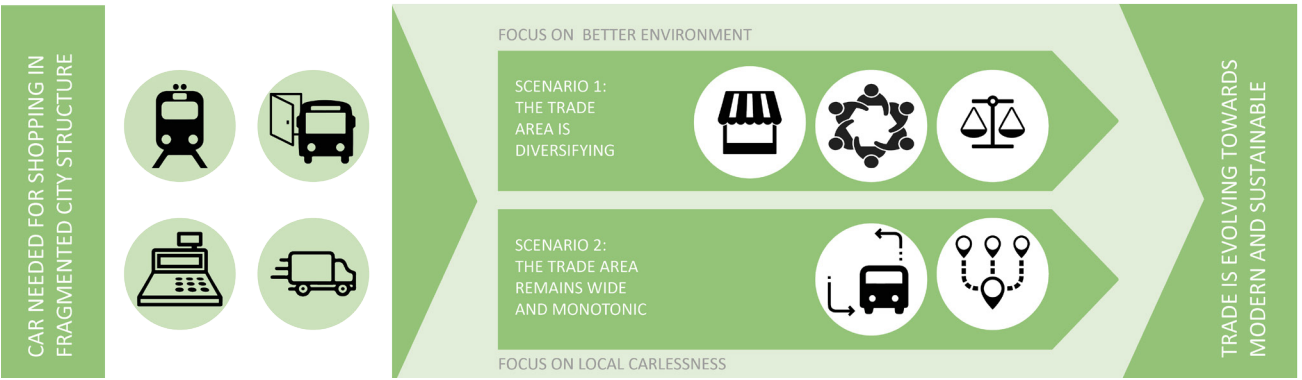 CAR NEEDED FOR SHOPPING IN
FRAGMENTED CITY STRUCTURE
FOCUS ON BETTER ENVIRONMENT
SCENARIO 1:
THE TRADE
AREA IS
DIVERSIFYING
SCENARIO 2:
THE TRADE AREA
REMAINS WIDE
AND MONOTONIC
FOCUS ON LOCAL CARLESSNESS
TRADE IS EVOLVING TOWARDS
MODERN AND SUSTAINABLE